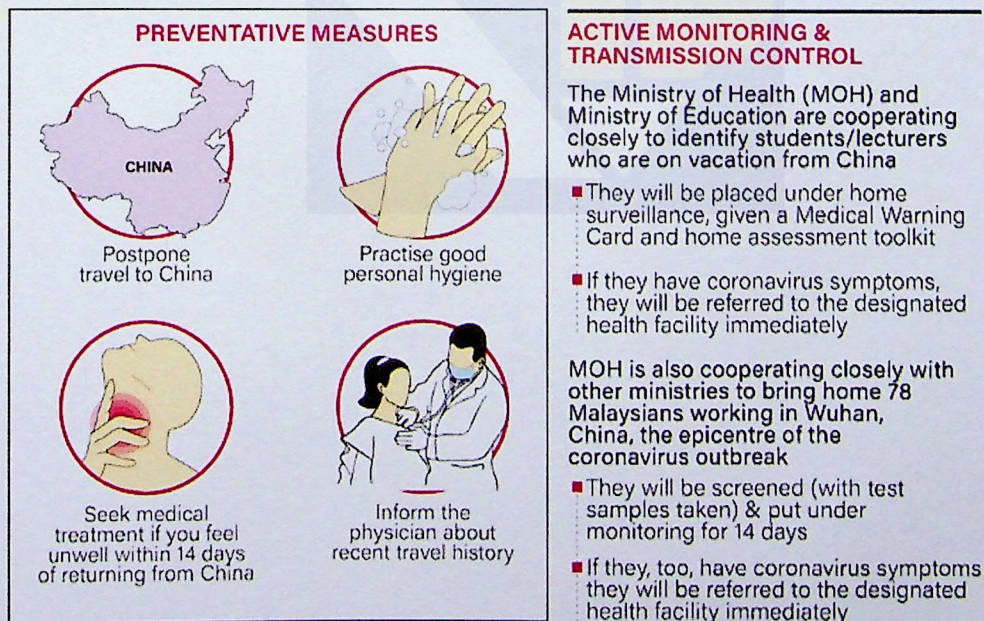 PREVENTATIVE MEASURES
CHINA
Postpone
travel to China
Practise good
personal hygiene
Seek medical
treatment if you feel
unwell within 14 days
of returning from China
Inform the
physician about
recent travel history
ACTIVE MONITORING &
TRANSMISSION CONTROL
The Ministry of Health (MOH) and
Ministry of Education are cooperating
closely to identify students/lecturers
who are on vacation from China
They will be placed under home
surveillance, given a Medical Warning
Card and home assessment toolkit
If they have coronavirus symptoms,
they will be referred to the designated
health facility immediately
MOH is also cooperating closely with
other ministries to bring home 78
Malaysians working in Wuhan,
China, the epicentre of the
coronavirus outbreak
They will be screened (with test
samples taken) & put under
monitoring for 14 days
If they, too, have coronavirus symptoms
they will be referred to the designated
health facility immediately